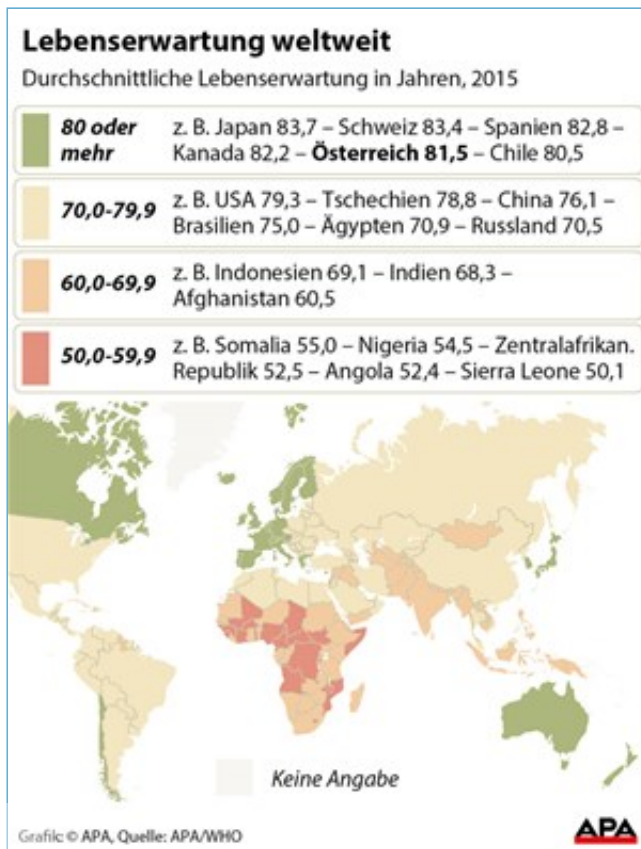 Lebenserwartung weltweit
Durchschnittliche Lebenserwartung in Jahren, 2015
80 oder
mehr
z. B. Japan 83,7 – Schweiz 83,4 – Spanien 82,8 –
Kanada 82,2 – Österreich 81,5 – Chile 80,5
70,0-79,9
z. B. USA 79,3 – Tschechien 78,8 – China 76,1 –
Brasilien 75,0 – Ägypten 70,9 – Russland 70,5
60,0-69,9
z. B. Indonesien 69,1 – Indien 68,3 –
Afghanistan 60,5
50,0-59,9
z. B. Somalia 55,0 – Nigeria 54,5 – Zentralafrikan.
Republik 52,5 – Angola 52,4 – Sierra Leone 50,1
Keine Angabe
Grafik: © APA, Quelle: APA/WHO
APA